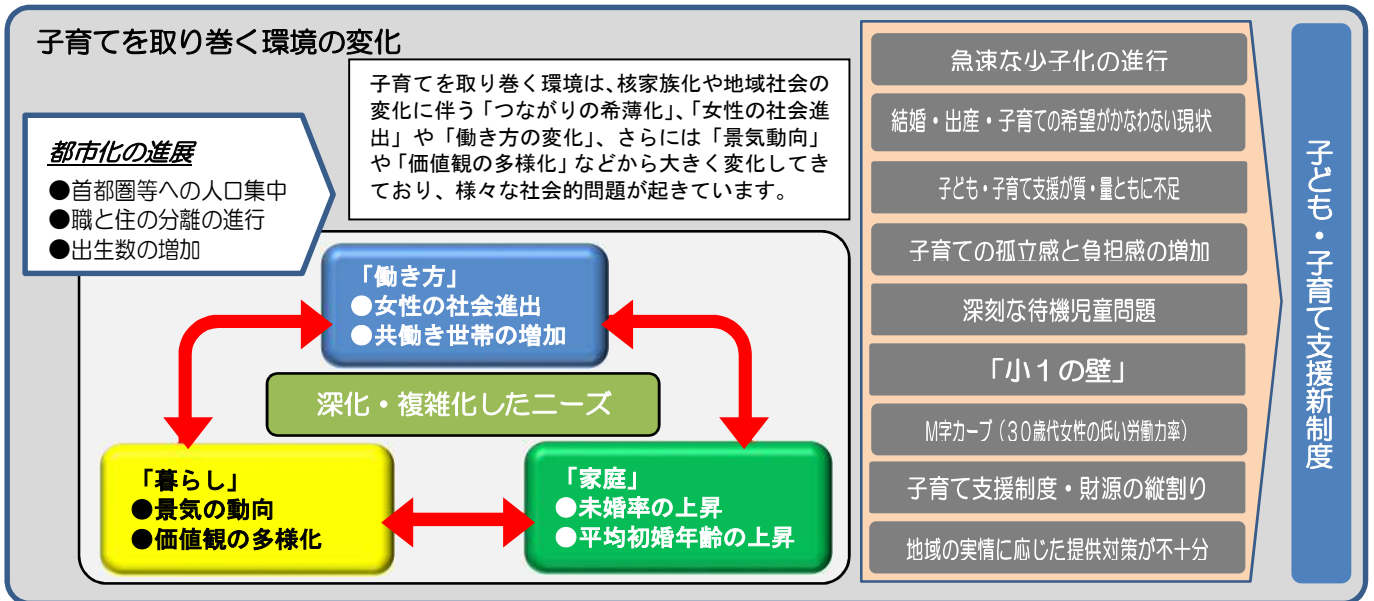 子育てを取り巻く環境の変化
子育てを取り巻く環境は、核家族化や地域社会の
変化に伴う「つながりの希薄化」、「女性の社会進
出」や「働き方の変化」、さらには「景気動向」
や「価値観の多様化」などから大きく変化してき
ており、様々な社会的問題が起きています。
都市化の進展
●首都圏等への人口集中
●職と住の分離の進行
●出生数の増加
「働き方」
●女性の社会進出
●共働き世帯の増加
深化・複雑化したニーズ
「暮らし」
●景気の動向
●価値観の多様化
「家庭」
●未婚率の上昇
●平均初婚年齢の上昇
急速な少子化の進行
結婚・出産・子育ての希望がかなわない現状
子ども・子育て支援が質・量ともに不足
子育ての孤立感と負担感の増加
深刻な待機児童問題
「小１の壁」
M字カーブ（３０歳代女性の低い労働力率）
子育て支援制度・財源の縦割り
地域の実情に応じた提供対策が不十分
子ども・子育て支援新制度